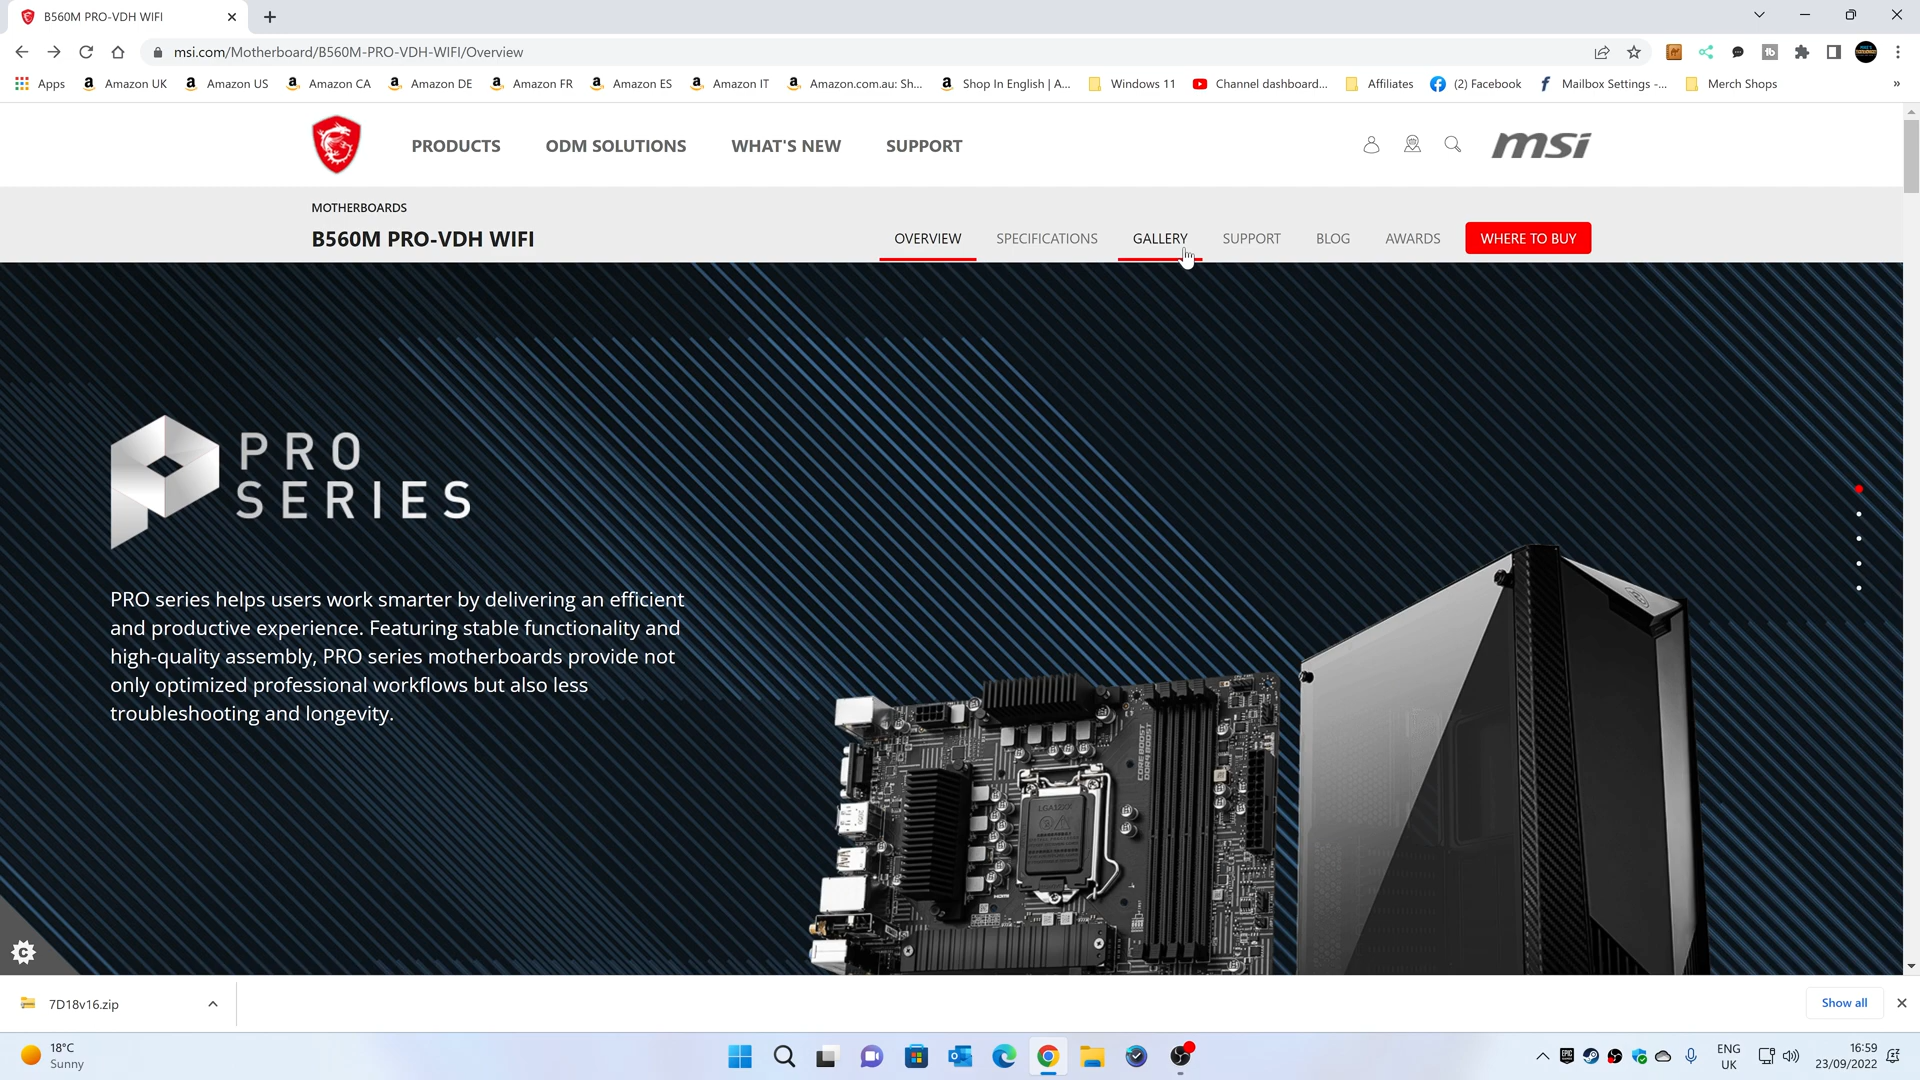 B560M PRO-VDH WIFI
msi.com/Motherboard/B560M-PRO-VDH-WIFI/Overview
Apps
Amazon UK
Amazon US
Amazon CA
Amazon DE
Amazon FR
Amazon ES
Amazon IT
Amazon.com.au: Sh...
Shop In English | A...
Windows 11
Channel dashboard...
Affiliates
(2) Facebook
Mailbox Settings -...
Merch Shops
»
PRODUCTS
ODM SOLUTIONS
WHAT'S NEW
SUPPORT
msi
MOTHERBOARDS
B560M PRO-VDH WIFI
OVERVIEW
SPECIFICATIONS
GALLERY
SUPPORT
BLOG
AWARDS
WHERE TO BUY
PRO
SERIES
PRO series helps users work smarter by delivering an efficient
and productive experience. Featuring stable functionality and
high-quality assembly, PRO series motherboards provide not
only optimized professional workflows but also less
troubleshooting and longevity.
CORE BOOST
DDR4 BOOST
7D18v16.zip
Show all
18°C
Sunny
ENG
UK
16:59
23/09/2022